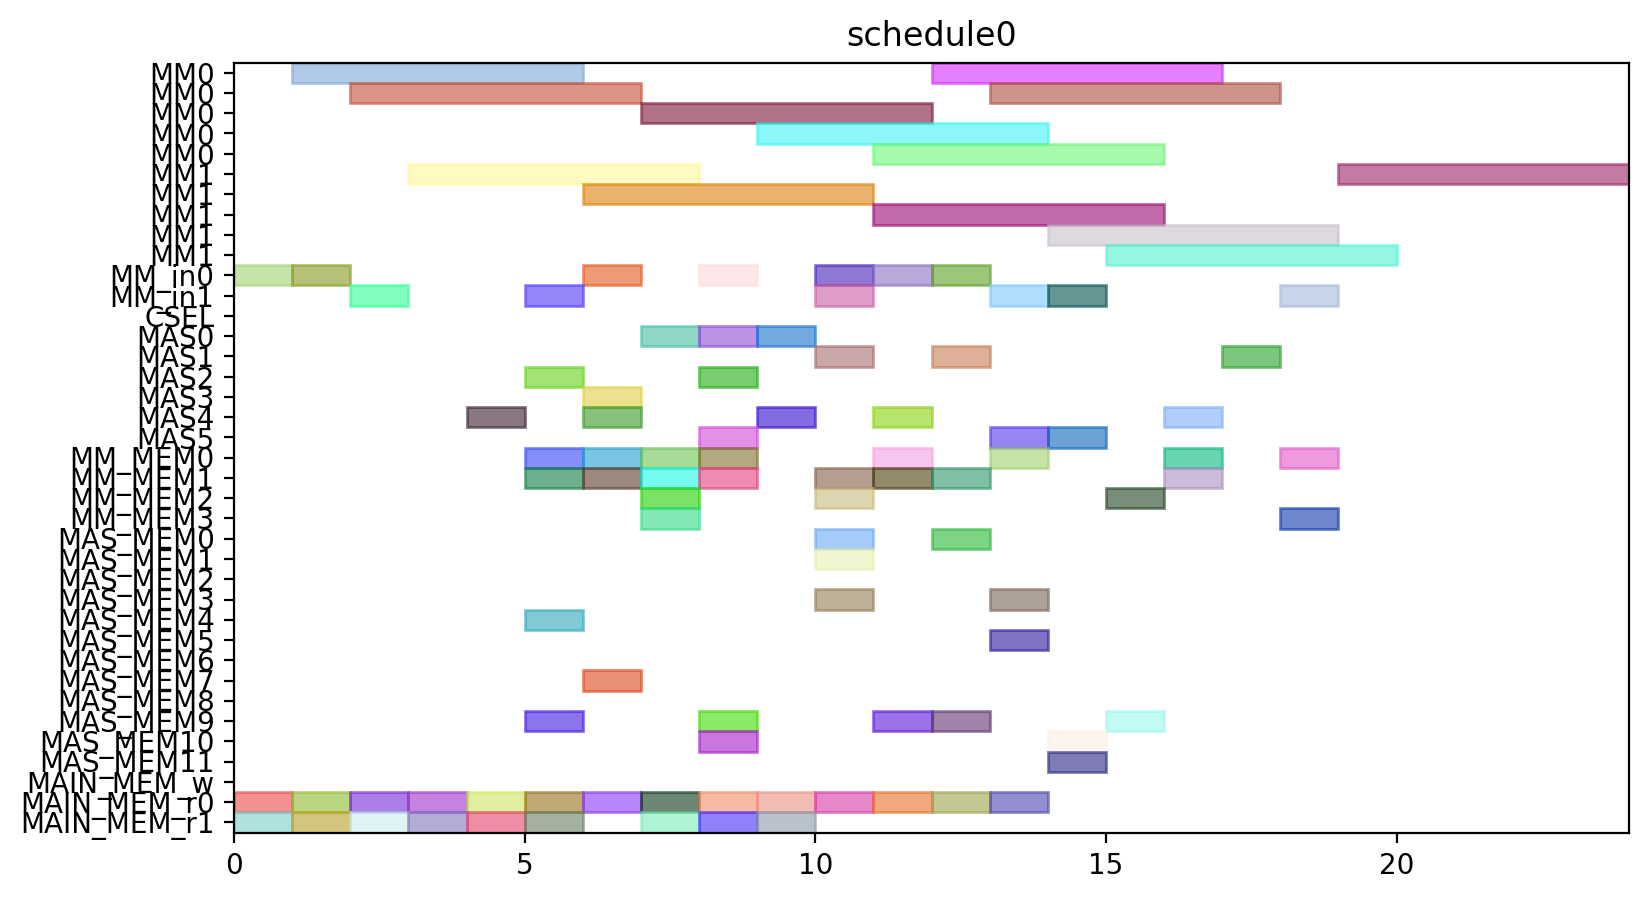 schedule0
MM0
MM0
MM0
MM0
MM0
MM1
MM1
MM1
MM1
MM1
MM_in0
MM_in1
CSEL
MAS0
MAS1
MAS2
MAS3
MAS4
MAS5
MM_MEM0
MM_MEM1
MM_MEM2
MM_MEM3
MAS_MEM0
MAS_MEM1
MAS_MEM2
MAS_MEM3
MAS_MEM4
MAS_MEM5
MAS_MEM6
MAS_MEM7
MAS_MEM8
MAS_MEM9
MAS_MEM10
MAS_MEM11
MAIN_MEM_w
MAIN_MEM_r0
MAIN_MEM_r1
0 5 10 15 20